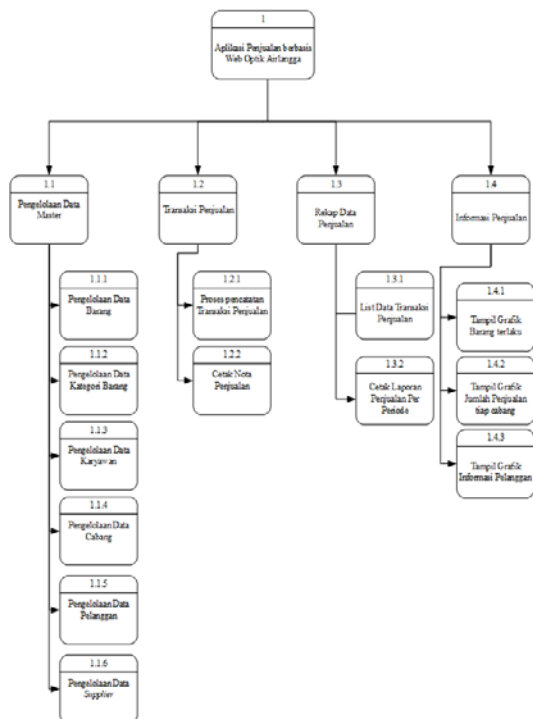 1
Aplikasi Penjualan berbasis
Web Optik Airlangga
1.1
Pengelolaan Data
Master
1.2
Transaksi Penjualan
1.3
Rekap Data
Penjualan
1.4
Informasi Penjualan
1.1.1
Pengelolaan Data
Barang
1.1.2
Pengelolaan Data
Kategori Barang
1.1.3
Pengelolaan Data
Karyawan
1.1.4
Pengelolaan Data
Cabang
1.1.5
Pengelolaan Data
Pelanggan
1.1.6
Pengelolaan Data
Supplier
1.2.1
Proses pencatatan
Transaksi Penjualan
1.2.2
Cetak Nota
Penjualan
1.3.1
List Data Transaksi
Penjualan
1.3.2
Cetak Laporan
Penjualan Per
Periode
1.4.1
Tampil Grafik
Barang terlaku
1.4.2
Tampil Grafik
Jumlah Penjualan
tiap cabang
1.4.3
Tampil Grafik
Informasi Pelanggan